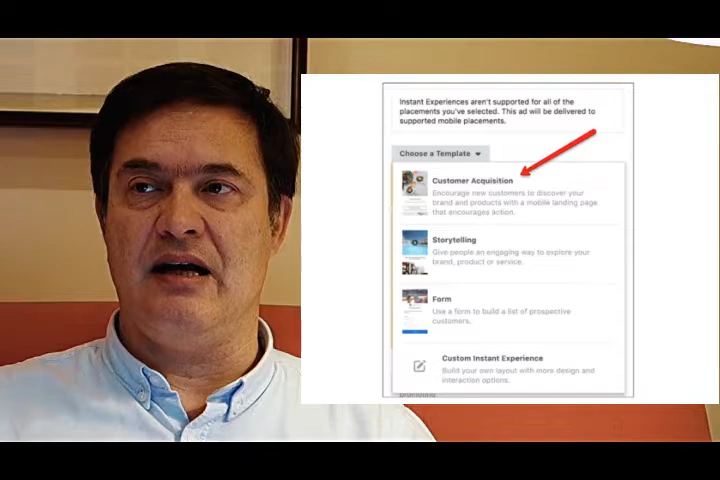 Instant Experiences aren't supported for all of the
placements you've selected. This ad will be delivered to
supported mobile placements.
Choose a Template
Customer Acquisition
Encourage new customers to discover your
brand and products with a mobile landing page
that encourages action.
Storytelling
Give people an engaging way to explore your
brand, product or service.
Form
Use a form to build a list of prospective
customers.
Custom Instant Experience
Build your own layout with more design and
interaction options.